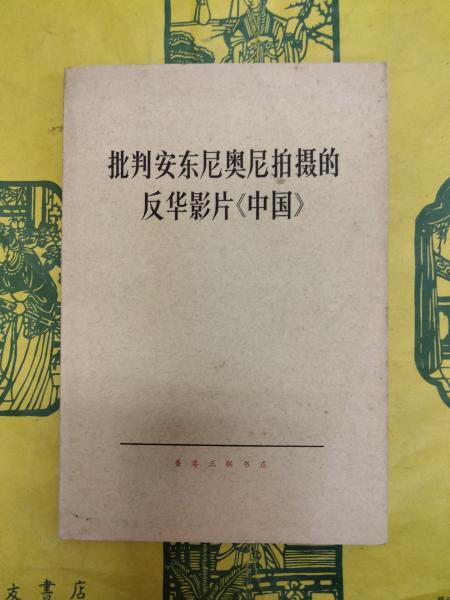 批判安东尼奥尼拍摄的
反华影片《中国》
香港三联书店
友書店